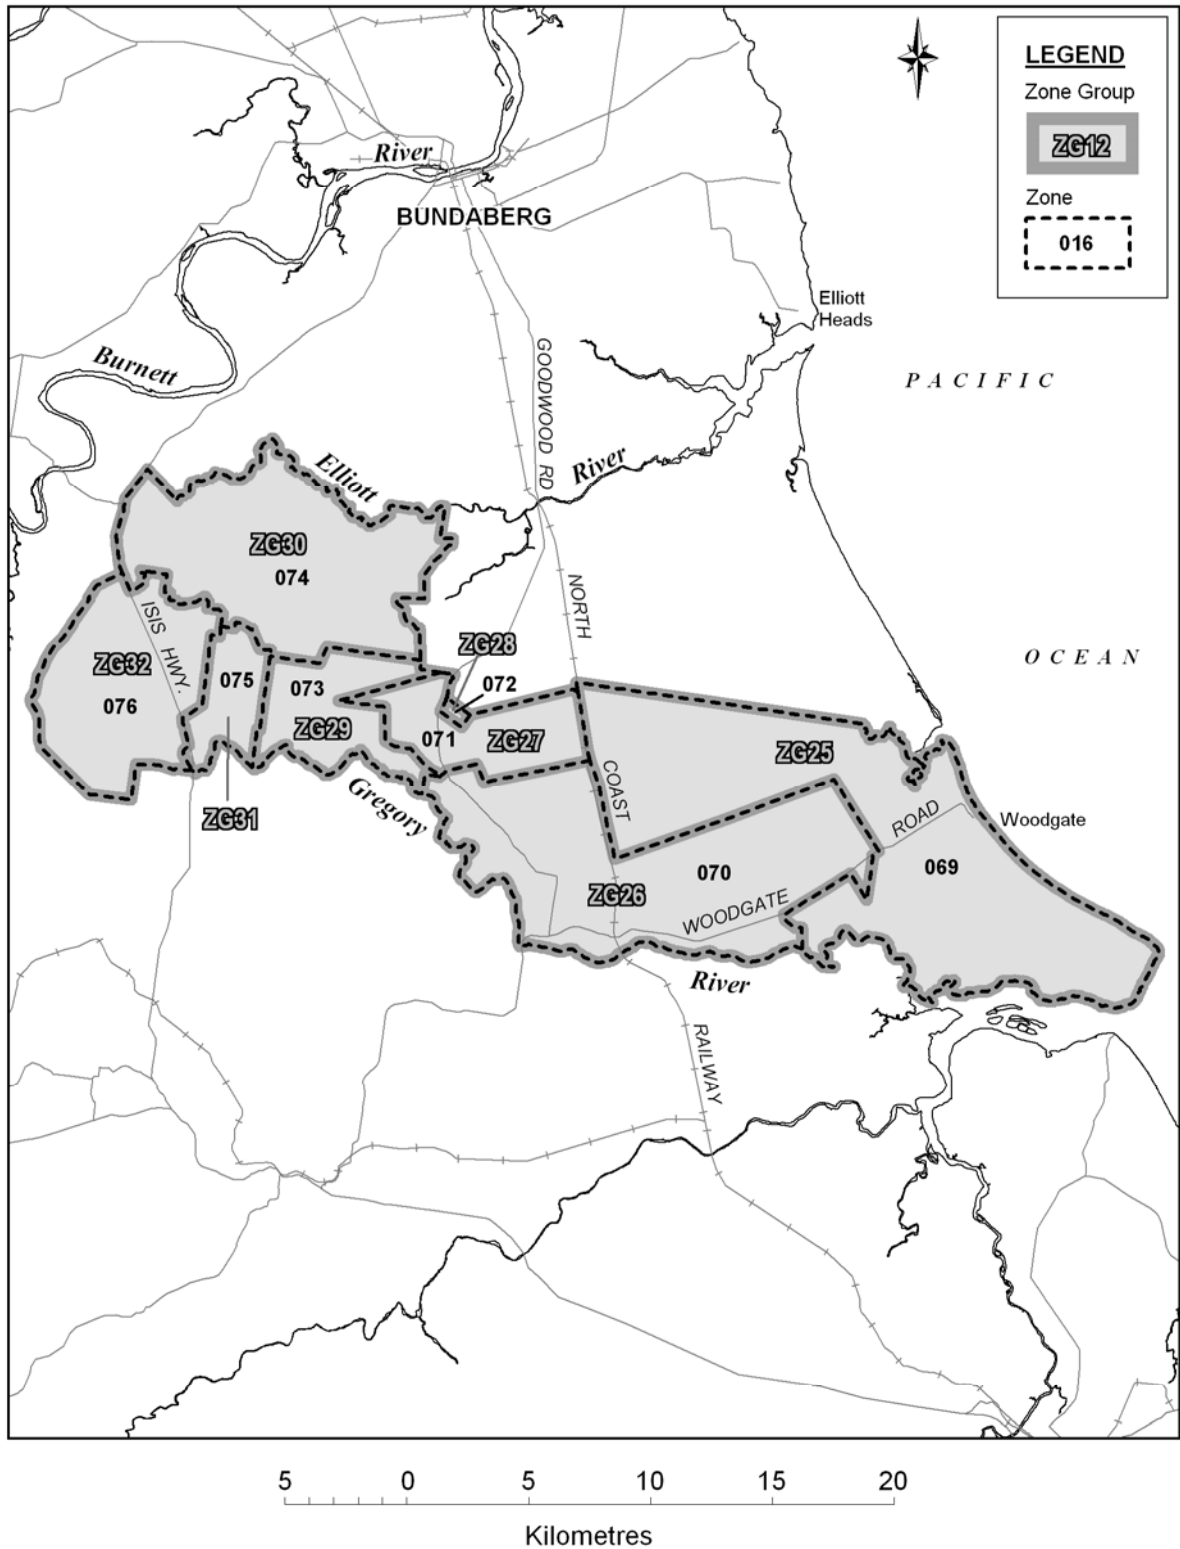 LEGEND
Zone Group
ZG12
Zone
016
River
BUNDABERG
Elliott
Heads
Burnett
GOODWOOD RD
PACIFIC
Elliott
River
ZG30
074
NORTH
ISIS HWY.
ZG28
OCEAN
ZG32
075
073
072
076
ZG29
071
ZG27
ZG25
COAST
Gregory
ZG31
ROAD
Woodgate
069
070
ZG26
WOODGATE
River
RAILWAY
5 0 5 10 15 20
Kilometres